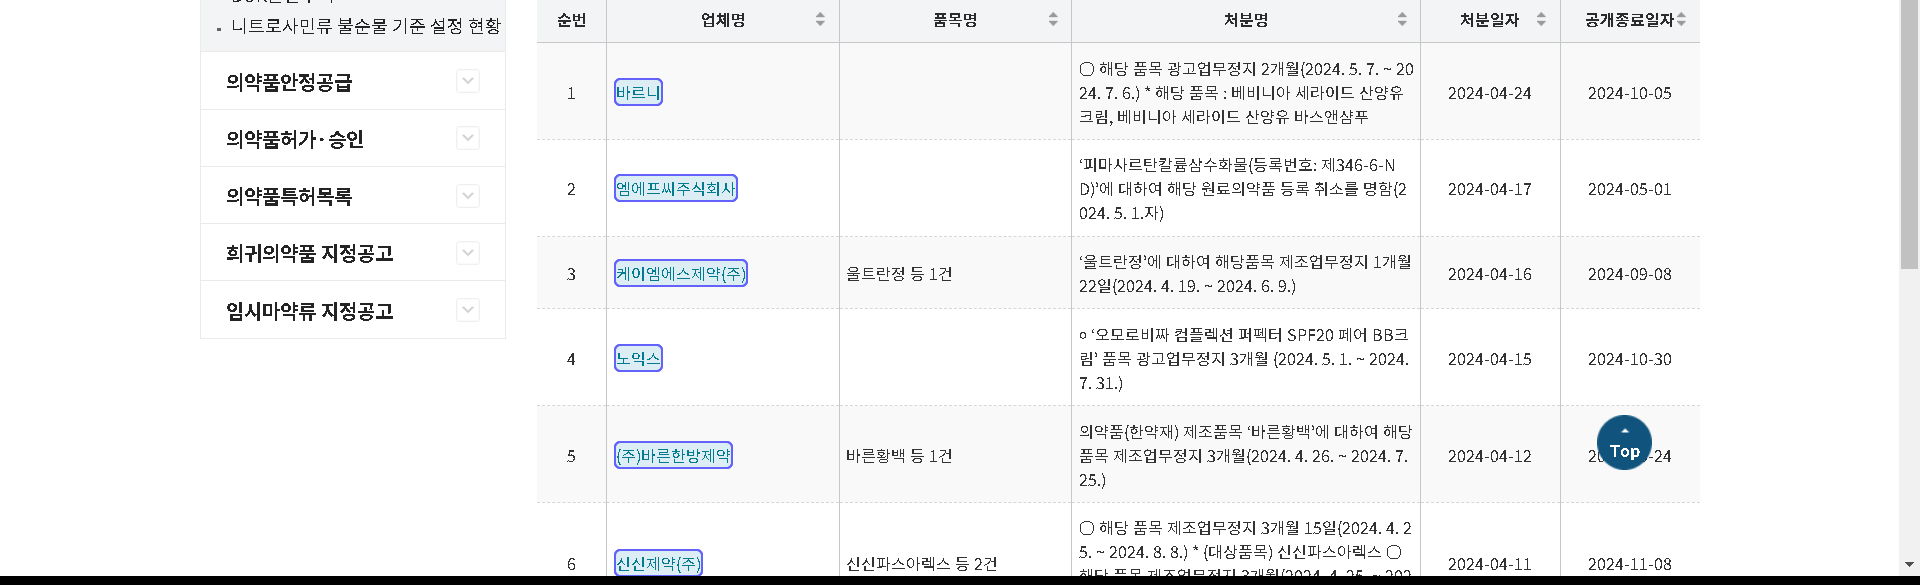 니트로사민류 불순물 기준 설정 현황
의약품안정공급
의약품허가·승인
의약품특허목록
희귀의약품 지정공고
임시마약류 지정공고
순번 업체명 품목명 처분명 처분일자 공개종료일자
1 바르니 ○ 해당 품목 광고업무정지 2개월(2024. 5. 7. ~ 20
24. 7. 6.) * 해당 품목 : 베비니아 세라이드 산양유
크림, 베비니아 세라이드 산양유 바스앤샴푸 2024-04-24 2024-10-05
2 엠에프씨주식회사 ‘피마사르탄칼륨삼수화물(등록번호: 제346-6-N
D)’에 대하여 해당 원료의약품 등록 취소를 명함(2
024. 5. 1.자) 2024-04-17 2024-05-01
3 케이엠에스제약(주) 울트란정 등 1건 ‘울트란정’에 대하여 해당품목 제조업무정지 1개월
22일(2024. 4. 19. ~ 2024. 6. 9.) 2024-04-16 2024-09-08
4 노익스 ㅇ ‘오모로비짜 컴플렉션 퍼펙터 SPF20 페어 BB크
림’ 품목 광고업무정지 3개월 (2024. 5. 1. ~ 2024.
7. 31.) 2024-04-15 2024-10-30
5 (주)바른한방제약 바른황백 등 1건 의약품(한약재) 제조품목 ‘바른황백’에 대하여 해당
품목 제조업무정지 3개월(2024. 4. 26. ~ 2024. 7.
25.) 2024-04-12
Top
6 신신제약(주) 신신파스아렉스 등 2건 ○ 해당 품목 제조업무정지 3개월 15일(2024. 4. 2
5. ~ 2024. 8. 8.) * (대상품목) 신신파스아렉스 ○
해당 품목 제조업무정지 3개월(2024. 4. 25. ~ 202 2024-04-11 2024-11-08